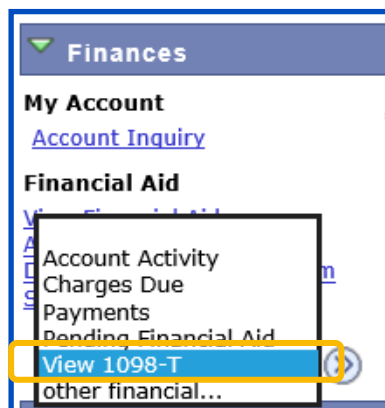 Finances
My Account
Account Inquiry
Financial Aid
Account Activity
Charges Due
Payments
Pending Financial Aid
View 1098-T
other financial...